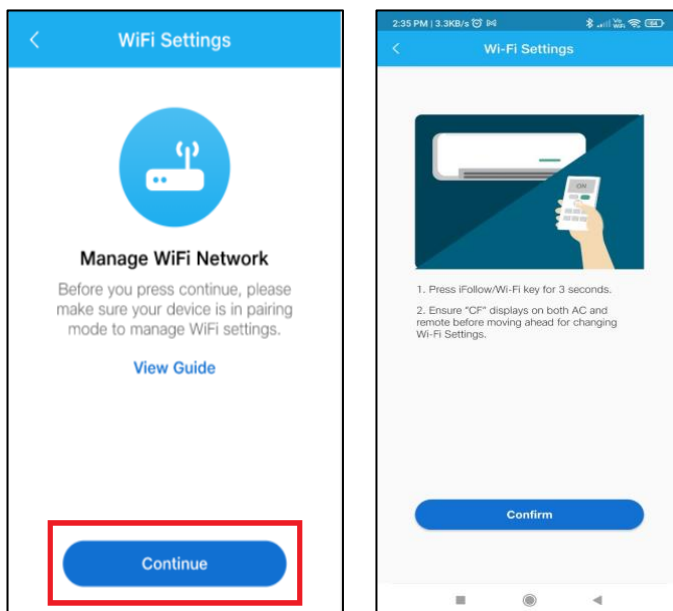 WiFi Settings
Manage WiFi Network
Before you press continue, please
make sure your device is in pairing
mode to manage WiFi settings.
View Guide
Continue
2:35 PM | 3.3KB/s
64
Wi-Fi Settings
1. Press iFollow/Wi-Fi key for 3 seconds.
2. Ensure "CF" displays on both AC and
remote before moving ahead for changing
Wi-Fi Settings.
Confirm